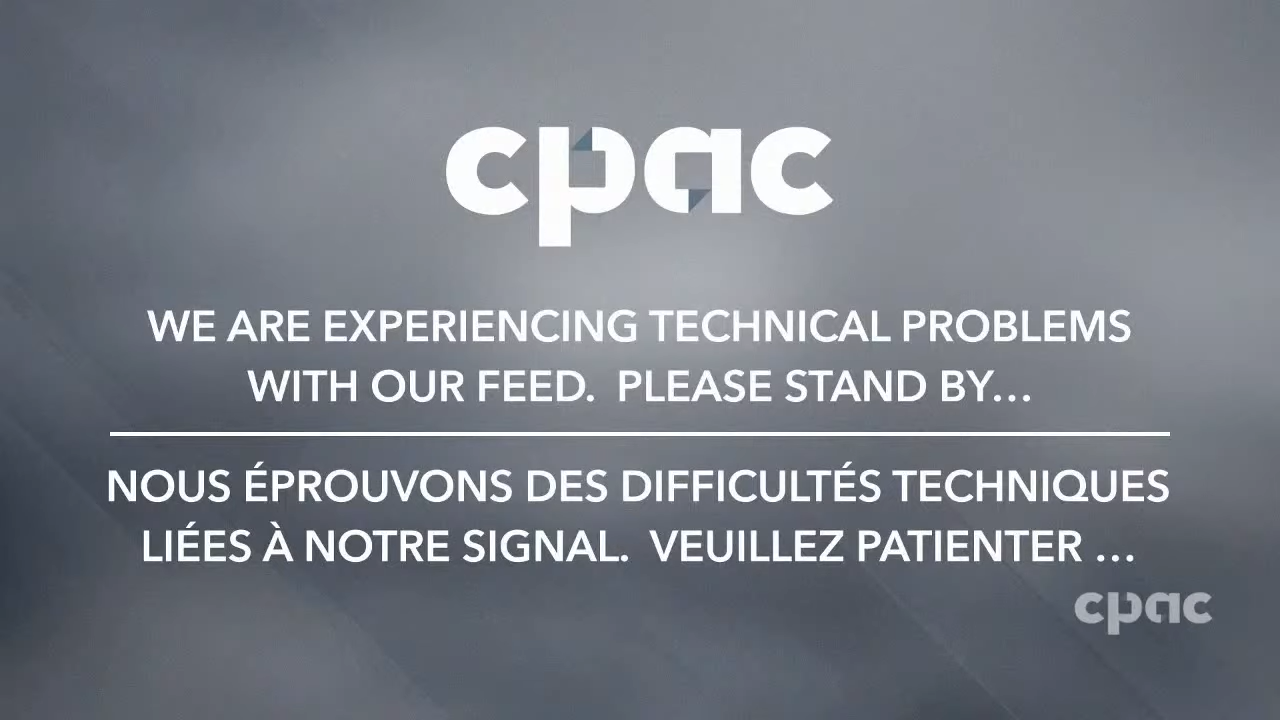 cpac
WE ARE EXPERIENCING TECHNICAL PROBLEMS
WITH OUR FEED.  PLEASE STAND BY...
NOUS ÉPROUVONS DES DIFFICULTÉS TECHNIQUES
LIÉES À NOTRE SIGNAL.  VEUILLEZ PATIENTER ...
cpac